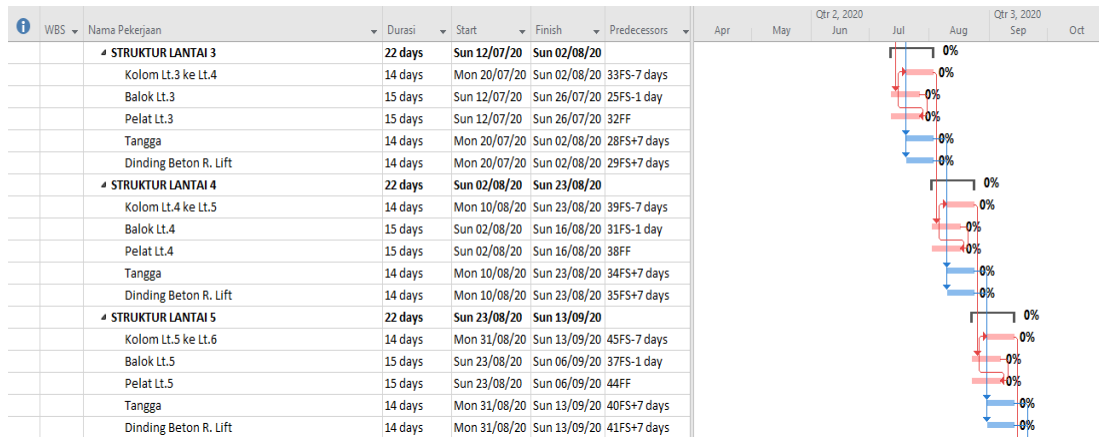 Qtr 2, 2020 Qtr 3, 2020
WBS Nama Pekerjaan Durasi Start Finish Predecessors Apr May Jun Jul Aug Sep Oct
STRUKTUR LANTAI 3 22 days Sun 12/07/20 Sun 02/08/20 0%
Kolom Lt.3 ke Lt.4 14 days Mon 20/07/20 Sun 02/08/20 33FS-7 days 0%
Balok Lt.3 15 days Sun 12/07/20 Sun 26/07/20 25FS-1 day 0%
Pelat Lt.3 15 days Sun 12/07/20 Sun 26/07/20 32FF 0%
Tangga 14 days Mon 20/07/20 Sun 02/08/20 28FS+7 days 0%
Dinding Beton R. Lift 14 days Mon 20/07/20 Sun 02/08/20 29FS+7 days 0%
STRUKTUR LANTAI 4 22 days Sun 02/08/20 Sun 23/08/20 0%
Kolom Lt.4 ke Lt.5 14 days Mon 10/08/20 Sun 23/08/20 39FS-7 days 0%
Balok Lt.4 15 days Sun 02/08/20 Sun 16/08/20 31FS-1 day 0%
Pelat Lt.4 15 days Sun 02/08/20 Sun 16/08/20 38FF 0%
Tangga 14 days Mon 10/08/20 Sun 23/08/20 34FS+7 days 0%
Dinding Beton R. Lift 14 days Mon 10/08/20 Sun 23/08/20 35FS+7 days 0%
STRUKTUR LANTAI 5 22 days Sun 23/08/20 Sun 13/09/20 0%
Kolom Lt.5 ke Lt.6 14 days Mon 31/08/20 Sun 13/09/20 45FS-7 days 0%
Balok Lt.5 15 days Sun 23/08/20 Sun 06/09/20 37FS-1 day 0%
Pelat Lt.5 15 days Sun 23/08/20 Sun 06/09/20 44FF 0%
Tangga 14 days Mon 31/08/20 Sun 13/09/20 40FS+7 days 0%
Dinding Beton R. Lift 14 days Mon 31/08/20 Sun 13/09/20 41FS+7 days 0%